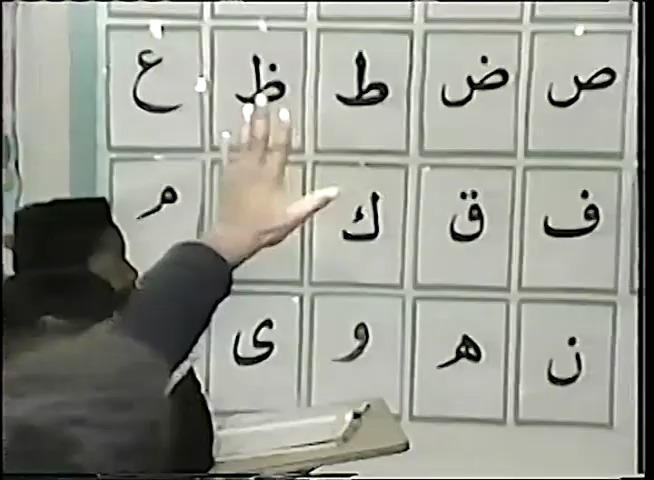 ص ض ط ظ ع
ف ق ك م
ن ه و ى